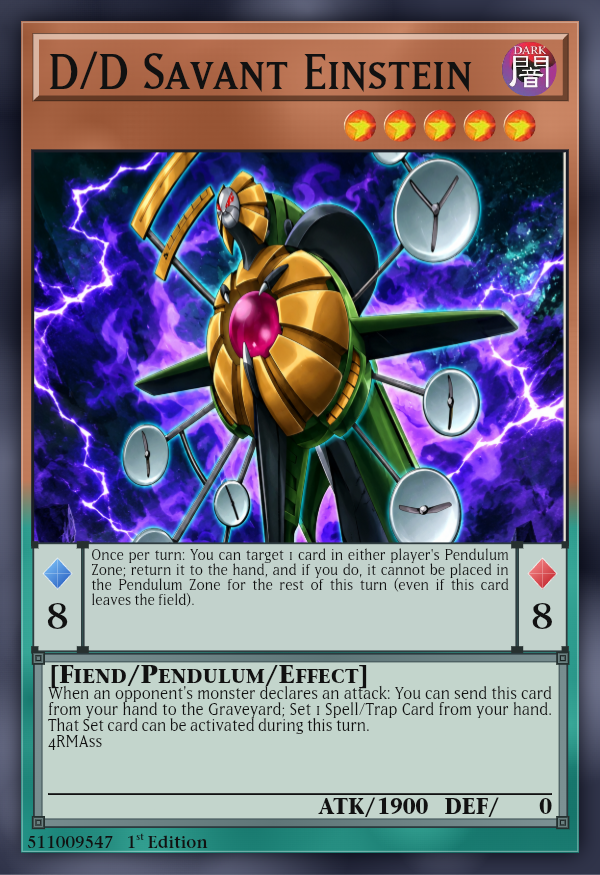 D/D Savant Einstein
DARK
闇
Once per turn: You can target 1 card in either player's Pendulum
Zone; return it to the hand, and if you do, it cannot be placed in
the Pendulum Zone for the rest of this turn (even if this card
leaves the field).
8
8
[Fiend/Pendulum/Effect]
When an opponent's monster declares an attack: You can send this card
from your hand to the Graveyard; Set 1 Spell/Trap Card from your hand.
That Set card can be activated during this turn.
4RMAss
ATK/1900 DEF/ 0
511009547 1st Edition